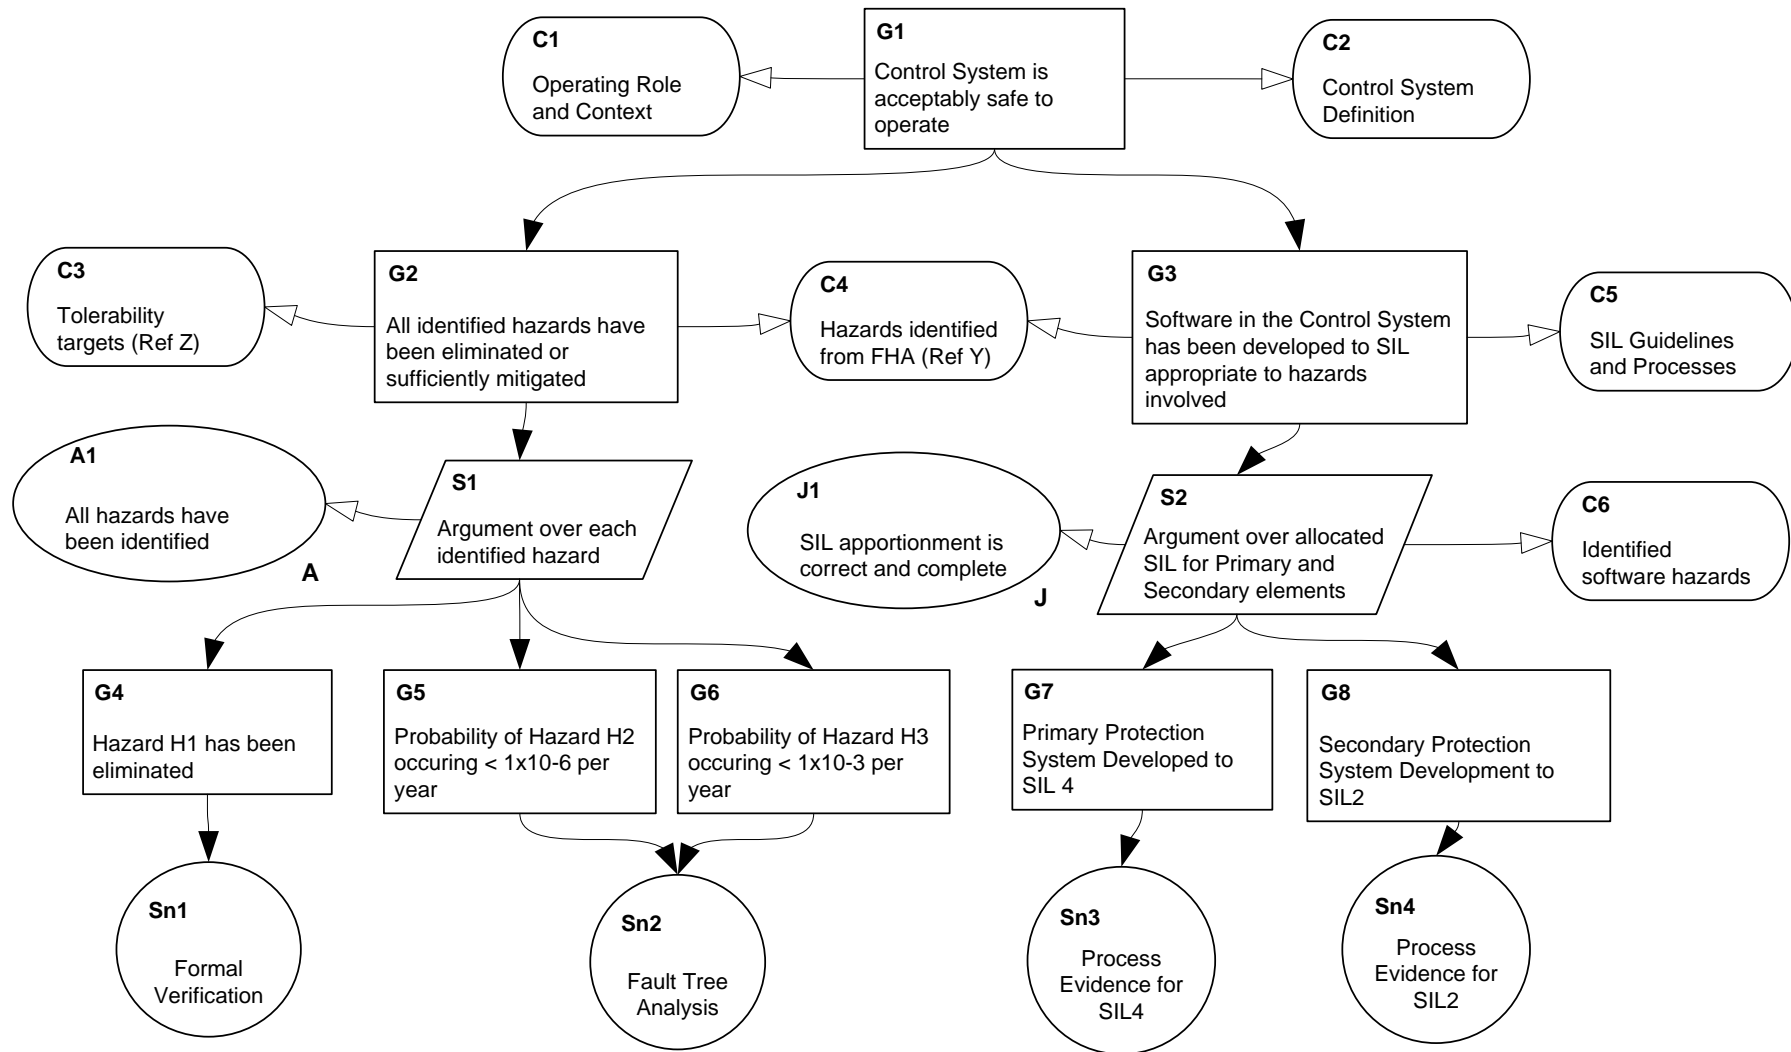 C1
Operating Role
and Context
G1
Control System is
acceptably safe to
operate
C2
Control System
Definition
C3
Tolerability
targets (Ref Z)
G2
All identified hazards have
been eliminated or
sufficiently mitigated
C4
Hazards identified
from FHA (Ref Y)
G3
Software in the Control System
has been developed to SIL
appropriate to hazards
involved
C5
SIL Guidelines
and Processes
A1
All hazards have
been identified
A
S1
Argument over each
identified hazard
J1
SIL apportionment is
correct and complete
J
S2
Argument over allocated
SIL for Primary and
Secondary elements
C6
Identified
software hazards
G4
Hazard H1 has been
eliminated
G5
Probability of Hazard H2
occuring < 1x10-6 per
year
G6
Probability of Hazard H3
occuring < 1x10-3 per
year
G7
Primary Protection
System Developed to
SIL 4
G8
Secondary Protection
System Development to
SIL2
Sn1
Formal
Verification
Sn2
Fault Tree
Analysis
Sn3
Process
Evidence for
SIL4
Sn4
Process
Evidence for
SIL2